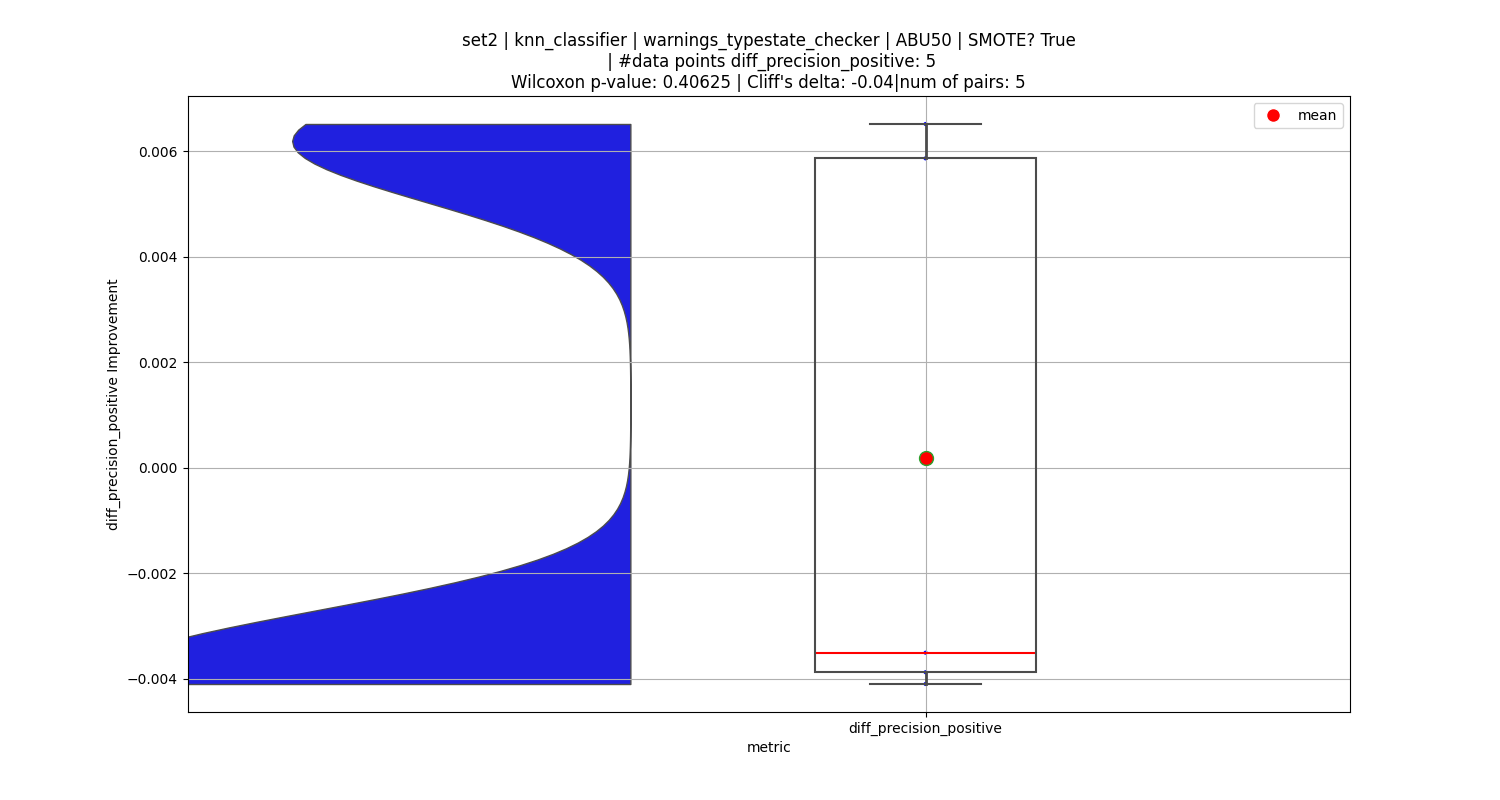 set2 | knn_classifier | warnings_typestate_checker | ABU50 | SMOTE? True
| #data points diff_precision_positive: 5
Wilcoxon p-value: 0.40625 | Cliff's delta: -0.04|num of pairs: 5
mean
0.006
0.004
0.002
0.000
−0.002
−0.004
diff_precision_positive Improvement
diff_precision_positive
metric